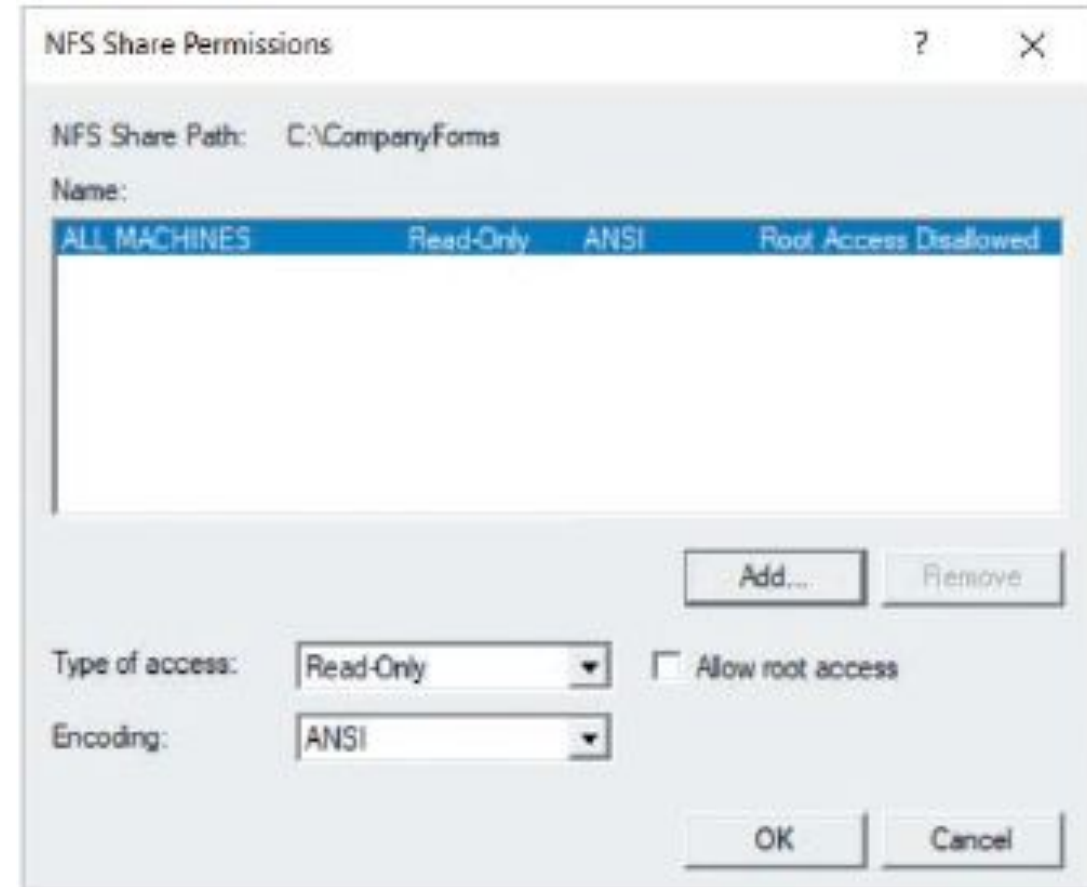 NFS Share Permissions ? ×
NFS Share Path: C:\CompanyForms
Name:
ALL MACHINES Read-Only ANSI Root Access Disallowed
Add... Remove
Type of access: Read-Only Allow root access
Encoding: ANSI
OK Cancel